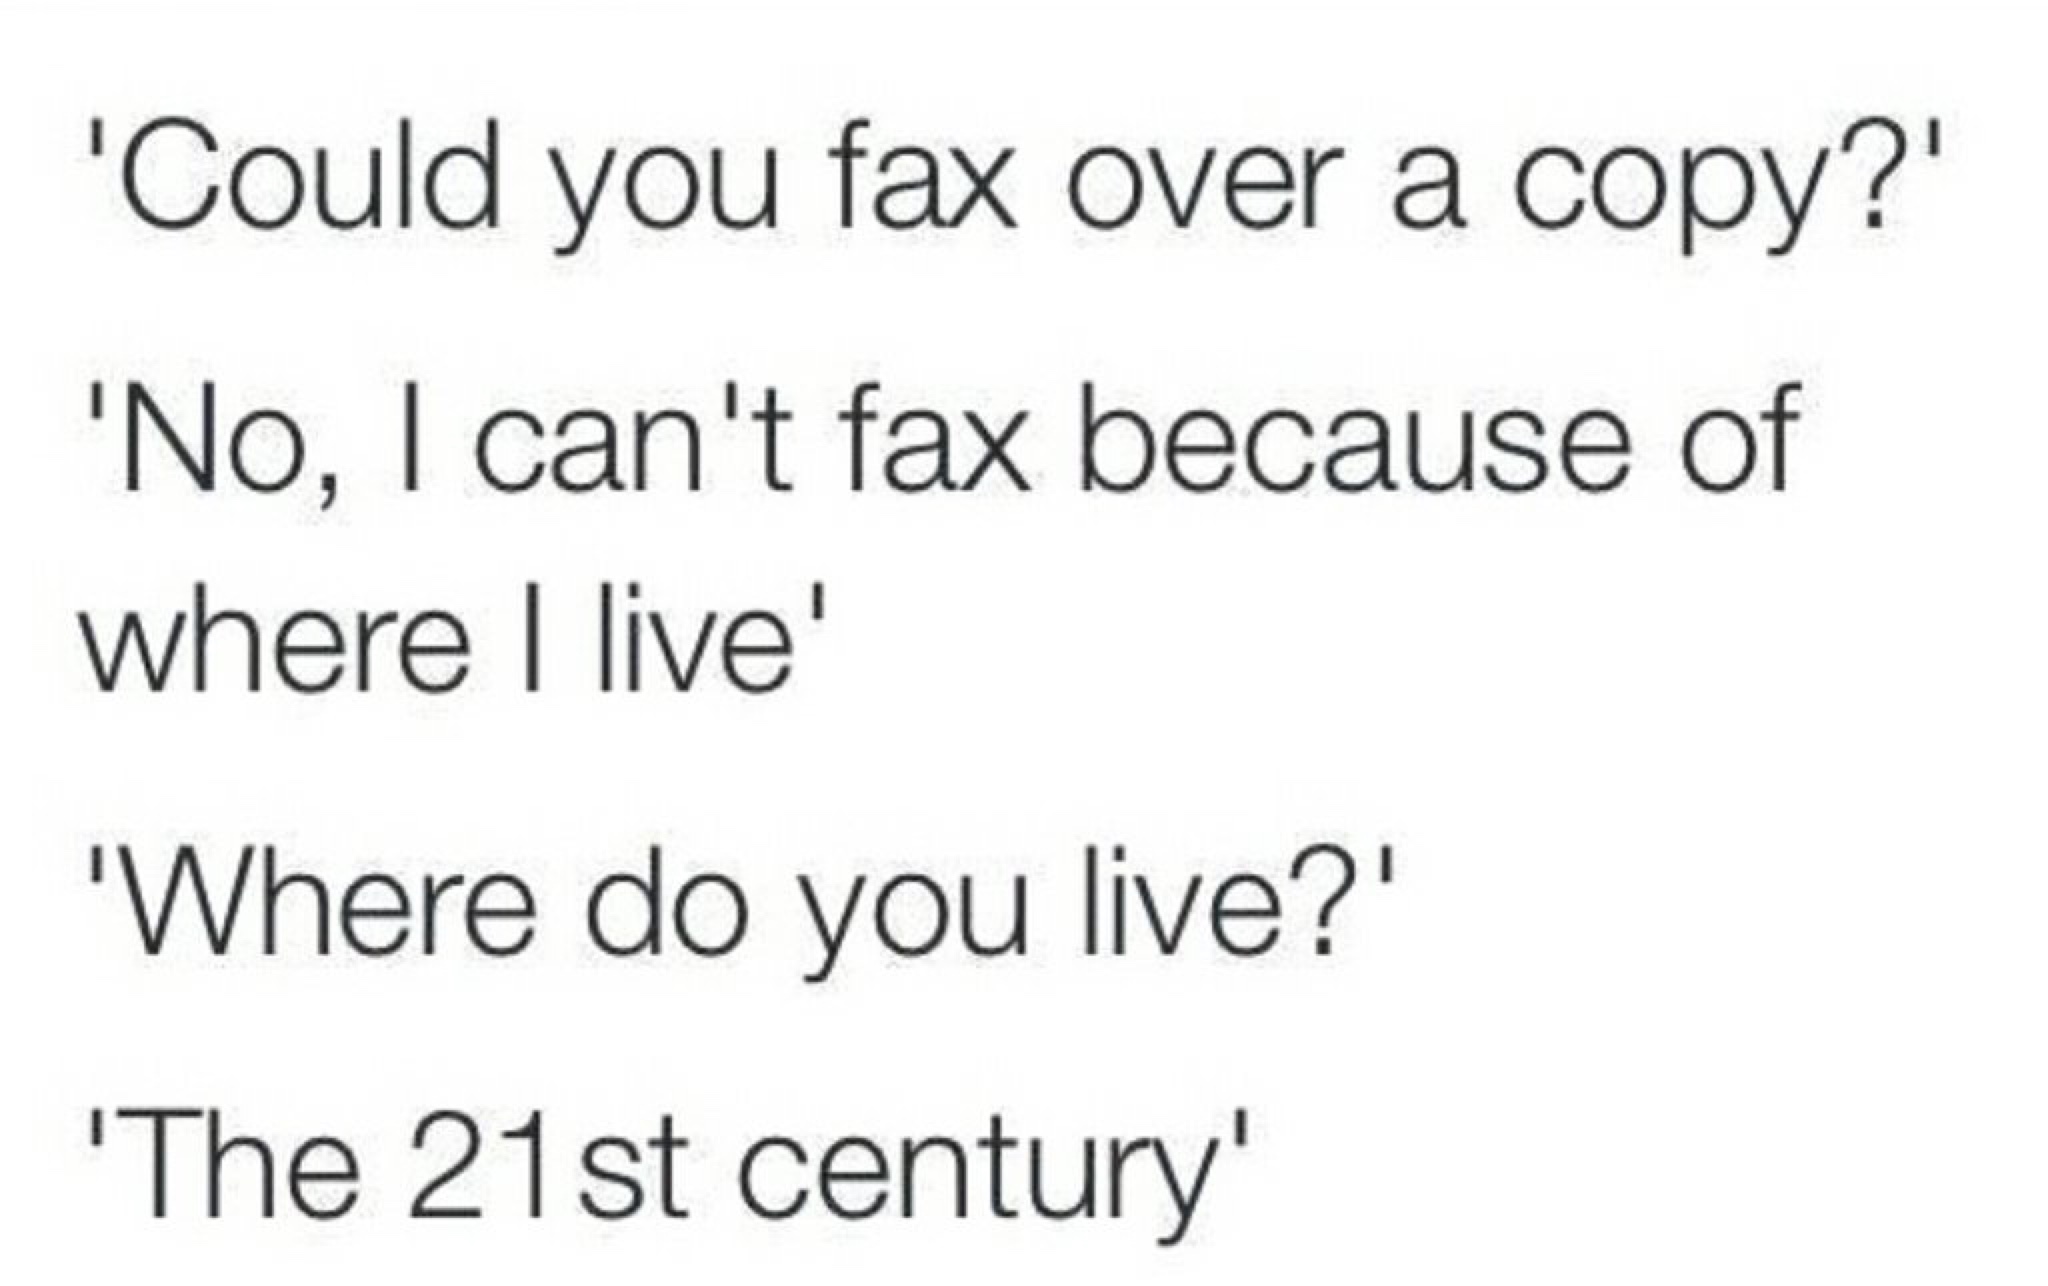 'Could you fax over a copy?'
'No, I can't fax because of
where I live'
'Where do you live?'
'The 21st century'